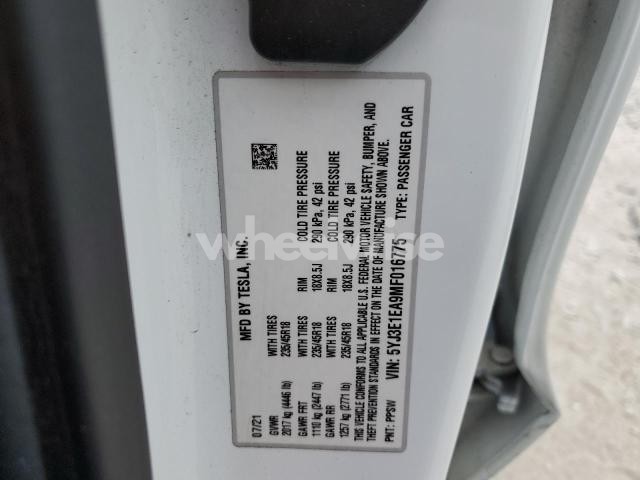 MFD BY TESLA, INC.
07/21
GVWR
2017 kg (4446 lb)
GAWR FRT WITH TIRES RIM COLD TIRE PRESSURE
1110 kg (2447 lb) 235/45R18 18X8.5J 290 kPa, 42 psi
GAWR RR WITH TIRES RIM COLD TIRE PRESSURE
1257 kg (2771 lb) 235/45R18 18X8.5J 290 kPa, 42 psi
THIS VEHICLE CONFORMS TO ALL APPLICABLE U.S. FEDERAL MOTOR VEHICLE SAFETY, BUMPER, AND
THEFT PREVENTION STANDARDS IN EFFECT ON THE DATE OF MANUFACTURE SHOWN ABOVE.
VIN: 5YJ3E1EA9MF016775 TYPE: PASSENGER CAR
PNT: PPSW
wheelwise